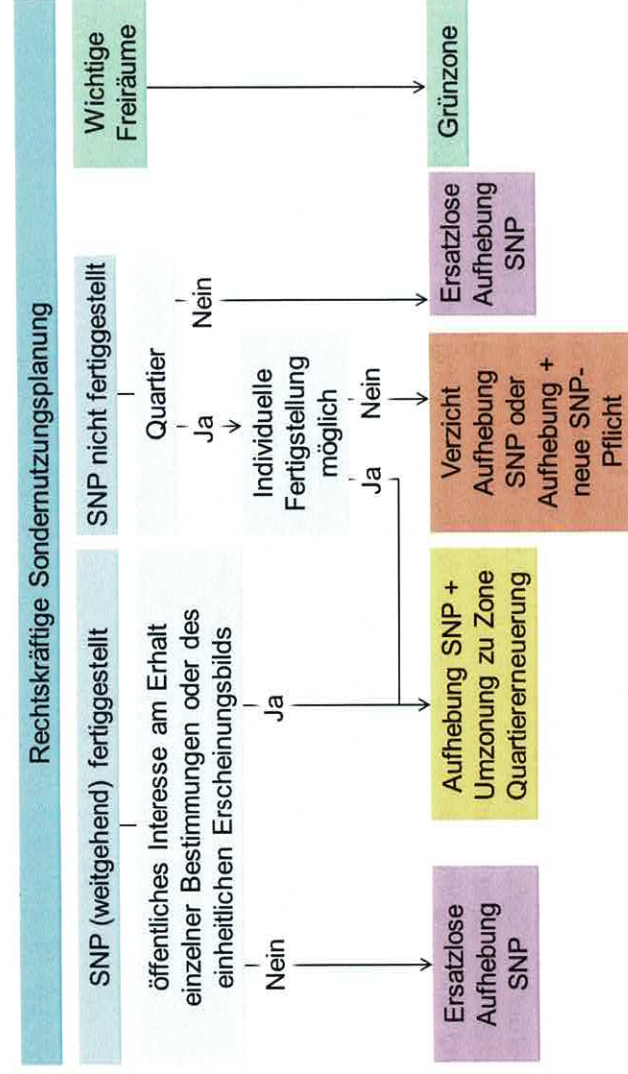 Rechtskräftige Sondernutzungsplanung
SNP (weitgehend) fertiggestellt
öffentliches Interesse am Erhalt
einzelner Bestimmungen oder des
einheitlichen Erscheinungsbilds
Nein
Ja
Ersatzlose
Aufhebung
SNP
Aufhebung SNP +
Umzonung zu Zone
Quartiererneuerung
SNP nicht fertiggestellt
Quartier
Ja
Nein
Individuelle
Fertigstellung
möglich
Ja
Nein
Verzicht
Aufhebung
SNP oder
Aufhebung +
neue SNP-
Pflicht
Ersatzlose
Aufhebung
SNP
Wichtige
Freiräume
Grünzone